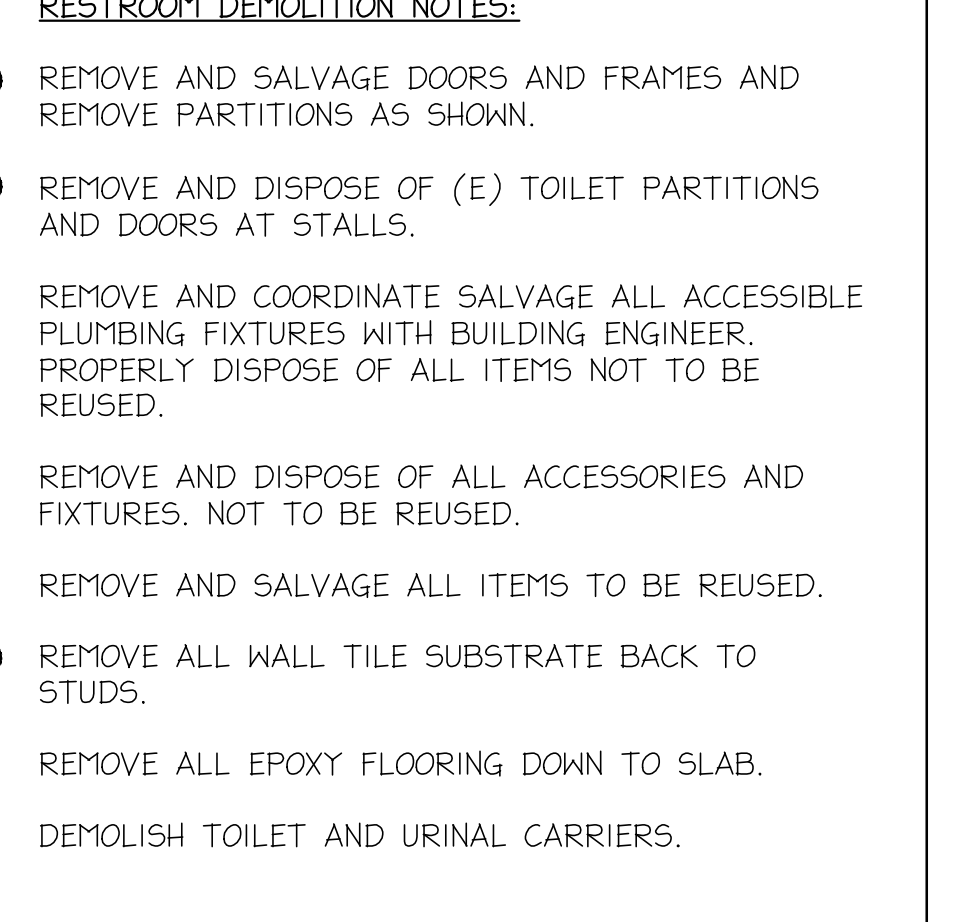 RESTROOM DEMOLITION NOTES:
REMOVE AND SALVAGE DOORS AND FRAMES AND
REMOVE PARTITIONS AS SHOWN.
REMOVE AND DISPOSE OF (E) TOILET PARTITIONS
AND DOORS AT STALLS.
REMOVE AND COORDINATE SALVAGE ALL ACCESSIBLE
PLUMBING FIXTURES WITH BUILDING ENGINEER.
PROPERLY DISPOSE OF ALL ITEMS NOT TO BE
REUSED.
REMOVE AND DISPOSE OF ALL ACCESSORIES AND
FIXTURES. NOT TO BE REUSED.
REMOVE AND SALVAGE ALL ITEMS TO BE REUSED.
REMOVE ALL WALL TILE SUBSTRATE BACK TO
STUDS.
REMOVE ALL EPOXY FLOORING DOWN TO SLAB.
DEMOLISH TOILET AND URINAL CARRIERS.